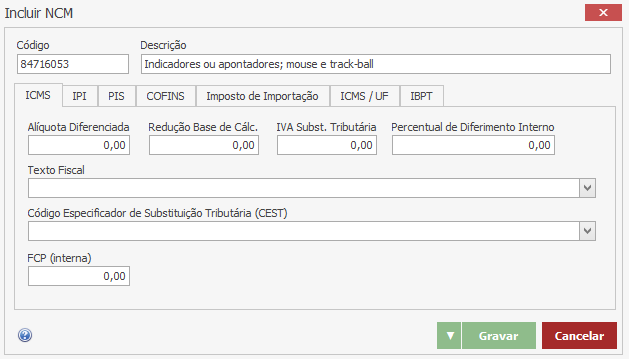 Incluir NCM
Código Descrição
84716053 Indicadores ou apontadores; mouse e track-ball
ICMS IPI PIS COFINS Imposto de Importação ICMS / UF IBPT
Alíquota Diferenciada Redução Base de Cálc. IVA Subst. Tributária Percentual de Diferimento Interno
0,00 0,00 0,00 0,00
Texto Fiscal
Código Especificador de Substituição Tributária (CEST)
FCP (interna)
0,00
Gravar Cancelar